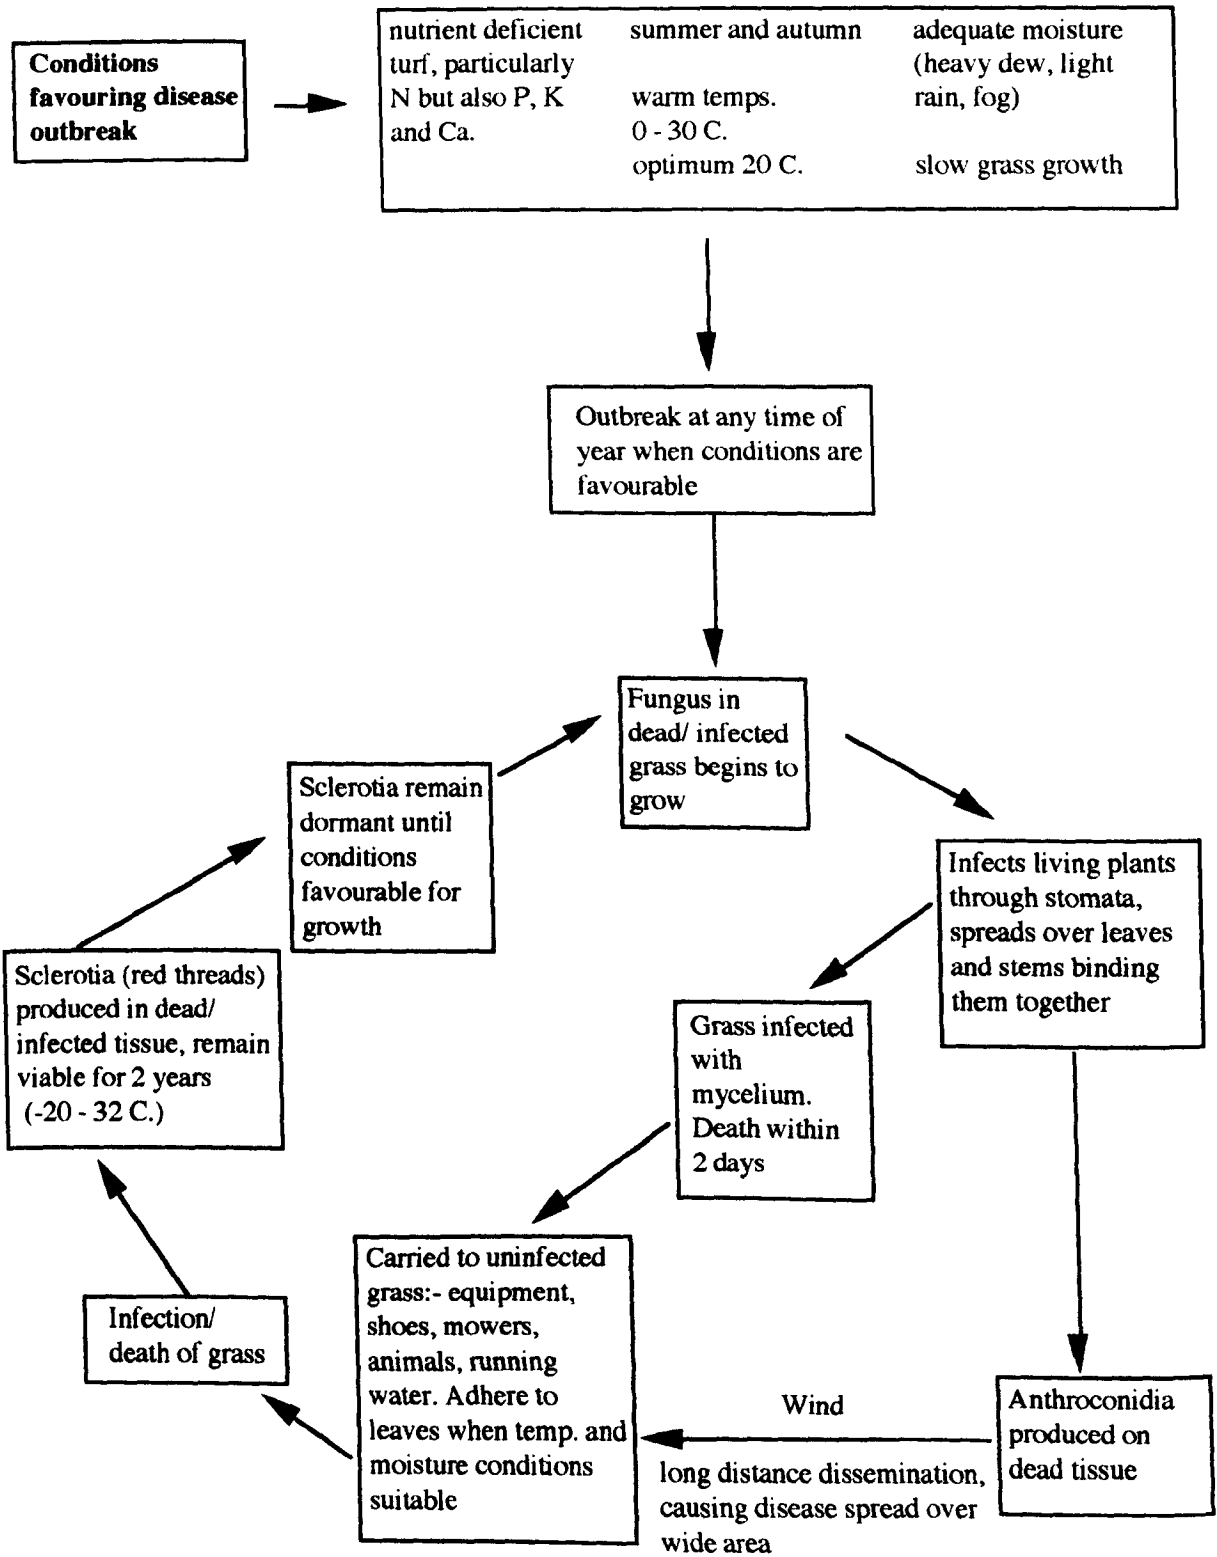 Conditions
favouring disease
outbreak
nutrient deficient
turf, particularly
N but also P, K
and Ca.
summer and autumn
warm temps.
0 - 30 C.
optimum 20 C.
adequate moisture
(heavy dew, light
rain, fog)
slow grass growth
Outbreak at any time of
year when conditions are
favourable
Fungus in
dead/ infected
grass begins to
grow
Sclerotia remain
dormant until
conditions
favourable for
growth
Infects living plants
through stomata,
spreads over leaves
and stems binding
them together
Sclerotia (red threads)
produced in dead/
infected tissue, remain
viable for 2 years
(-20 - 32 C.)
Grass infected
with
mycelium.
Death within
2 days
Infection/
death of grass
Carried to uninfected
grass:- equipment,
shoes, mowers,
animals, running
water. Adhere to
leaves when temp. and
moisture conditions
suitable
Wind
long distance dissemination,
causing disease spread over
wide area
Anthroconidia
produced on
dead tissue